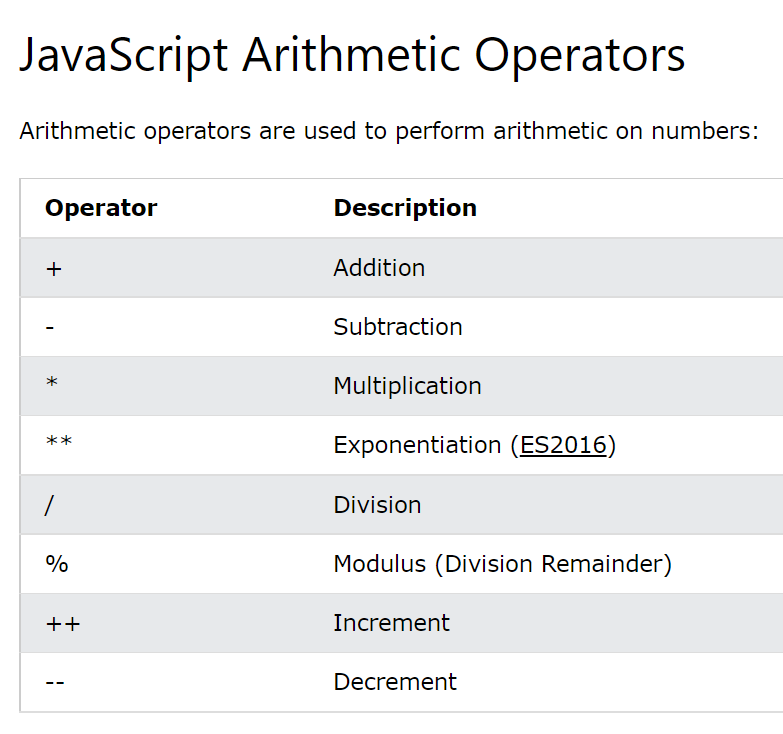 JavaScript Arithmetic Operators
Arithmetic operators are used to perform arithmetic on numbers:
Operator Description
+ Addition
- Subtraction
* Multiplication
** Exponentiation (ES2016)
/ Division
% Modulus (Division Remainder)
++ Increment
-- Decrement